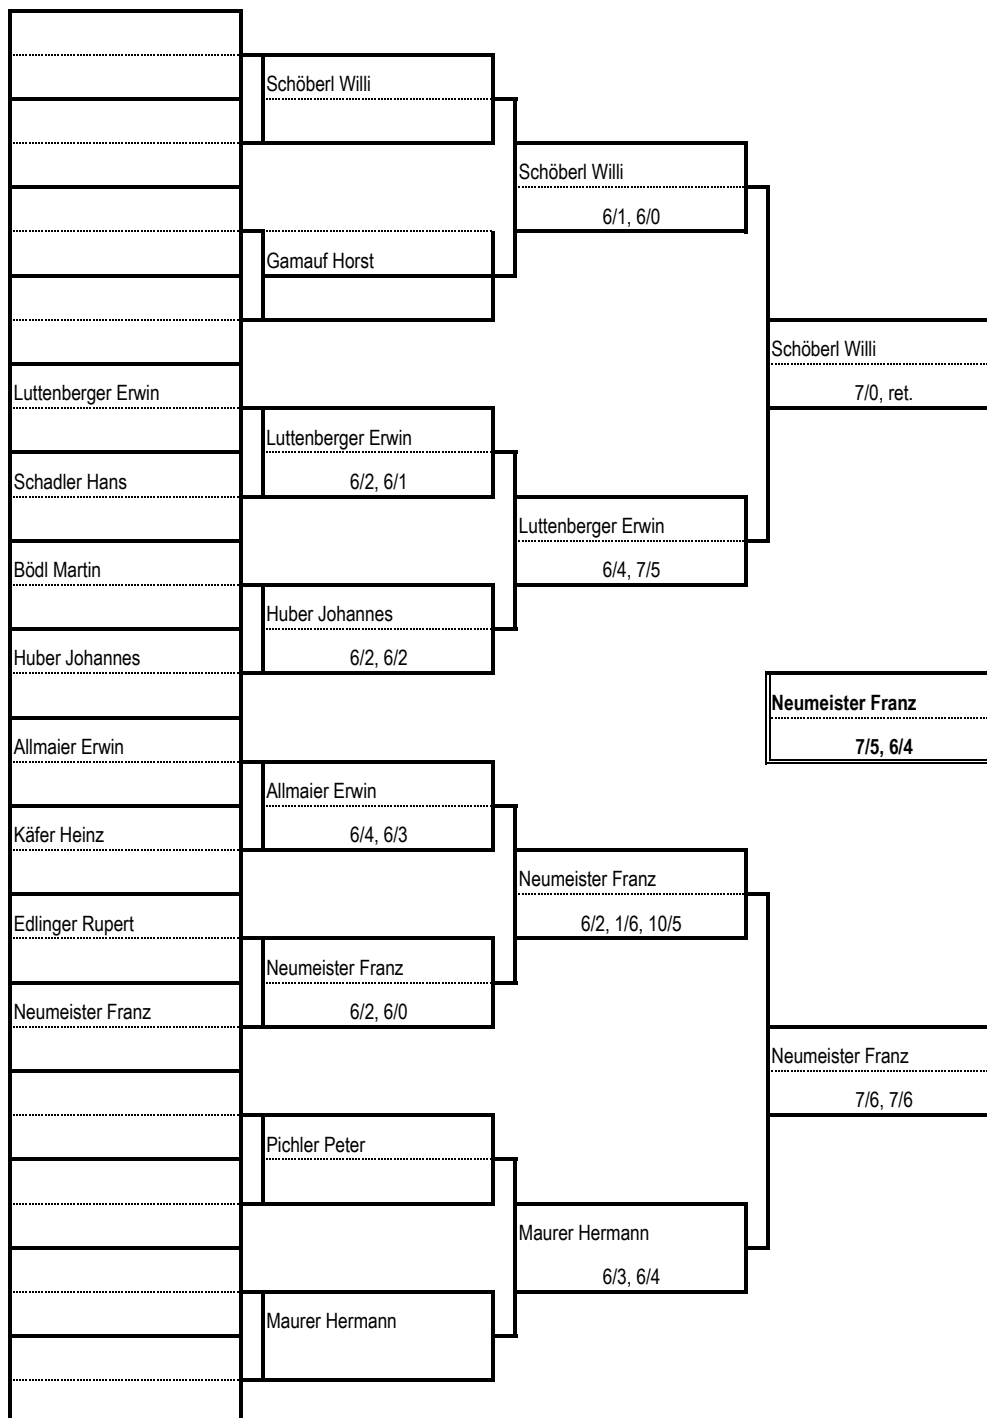 Schöberl Willi
Schöberl Willi
6/1, 6/0
Gamauf Horst
Schöberl Willi
7/0, ret.
Luttenberger Erwin
Luttenberger Erwin
6/2, 6/1
Schadler Hans
Luttenberger Erwin
6/4, 7/5
Bödl Martin
Huber Johannes
6/2, 6/2
Huber Johannes
Neumeister Franz
7/5, 6/4
Allmaier Erwin
Allmaier Erwin
6/4, 6/3
Käfer Heinz
Neumeister Franz
6/2, 1/6, 10/5
Edlinger Rupert
Neumeister Franz
6/2, 6/0
Neumeister Franz
Neumeister Franz
7/6, 7/6
Pichler Peter
Maurer Hermann
6/3, 6/4
Maurer Hermann